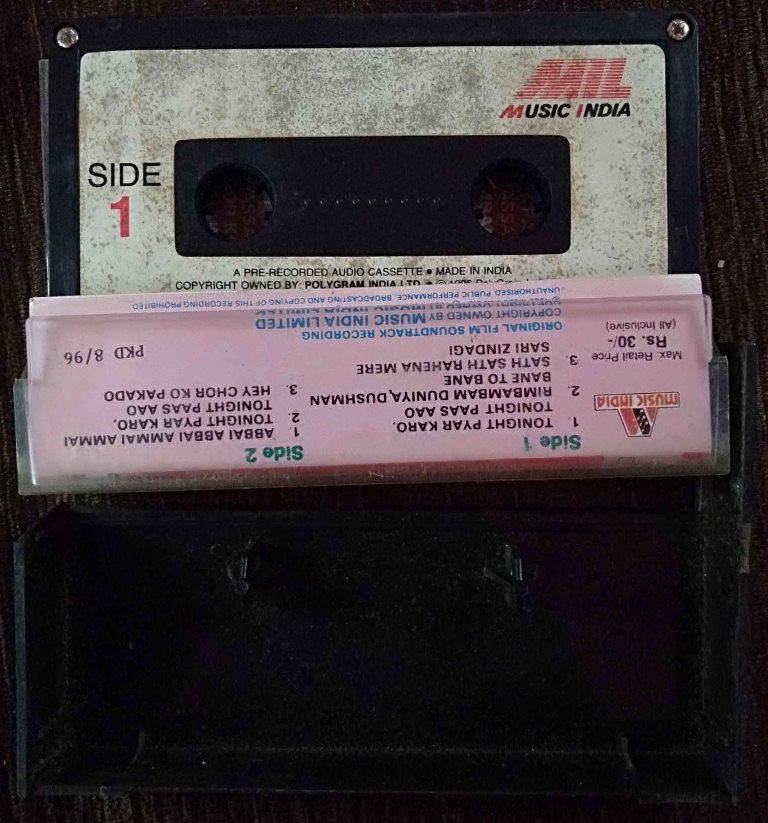 MIL
MUSIC INDIA
SIDE
1
A PRE-RECORDED AUDIO CASSETTE • MADE IN INDIA
COPYRIGHT OWNED BY: POLYGRAM INDIA LTD. •
MUSIC INDIA
Max. Retail Price
Rs. 30/-
(All Inclusive)
Side 1
1. TONIGHT PYAR KARO,
TONIGHT PAAS AAO
2. RIMBAMBAM DUNIYA, DUSHMAN
BANE TO BANE
3. SATH SATH RAHENA MERE
SARI ZINDAGI
Side 2
1. ABBAI ABBAI AMMAI AMMAI
2. TONIGHT PYAR KARO,
TONIGHT PAAS AAO
3. HEY CHOR KO PAKADO
PKD 8/96
ORIGINAL FILM SOUNDTRACK RECORDING
COPYRIGHT OWNED BY MUSIC INDIA LIMITED
UNAUTHORISED PUBLIC PERFORMANCE, BROADCASTING AND COPYING OF THIS RECORDING PROHIBITED